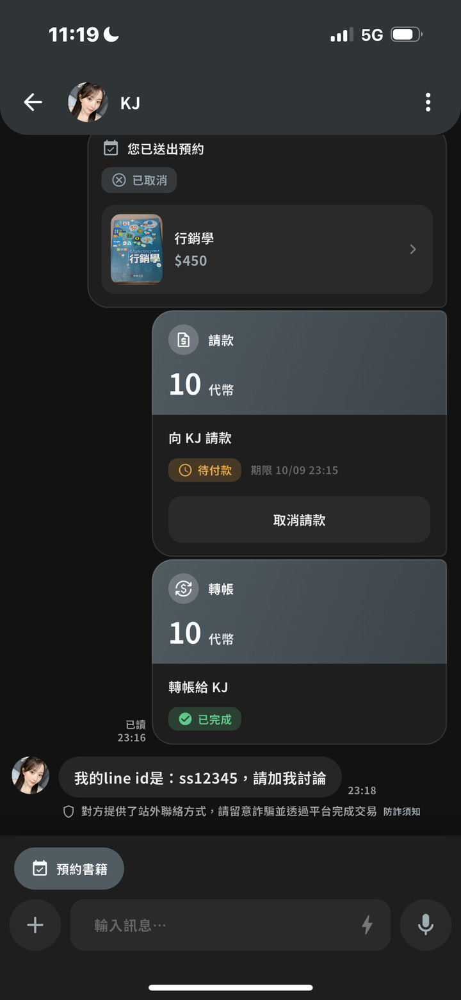 11:19
5G
KJ
您已送出預約
已取消
Marketing
行銷學
行銷學
$450
請款
10 代幣
向 KJ 請款
待付款 期限 10/09 23:15
取消請款
轉帳
10 代幣
轉帳給 KJ
已完成
已讀
23:16
我的line id是：ss12345，請加我討論
23:18
對方提供了站外聯絡方式，請留意詐騙並透過平台完成交易 防詐須知
預約書籍
輸入訊息…